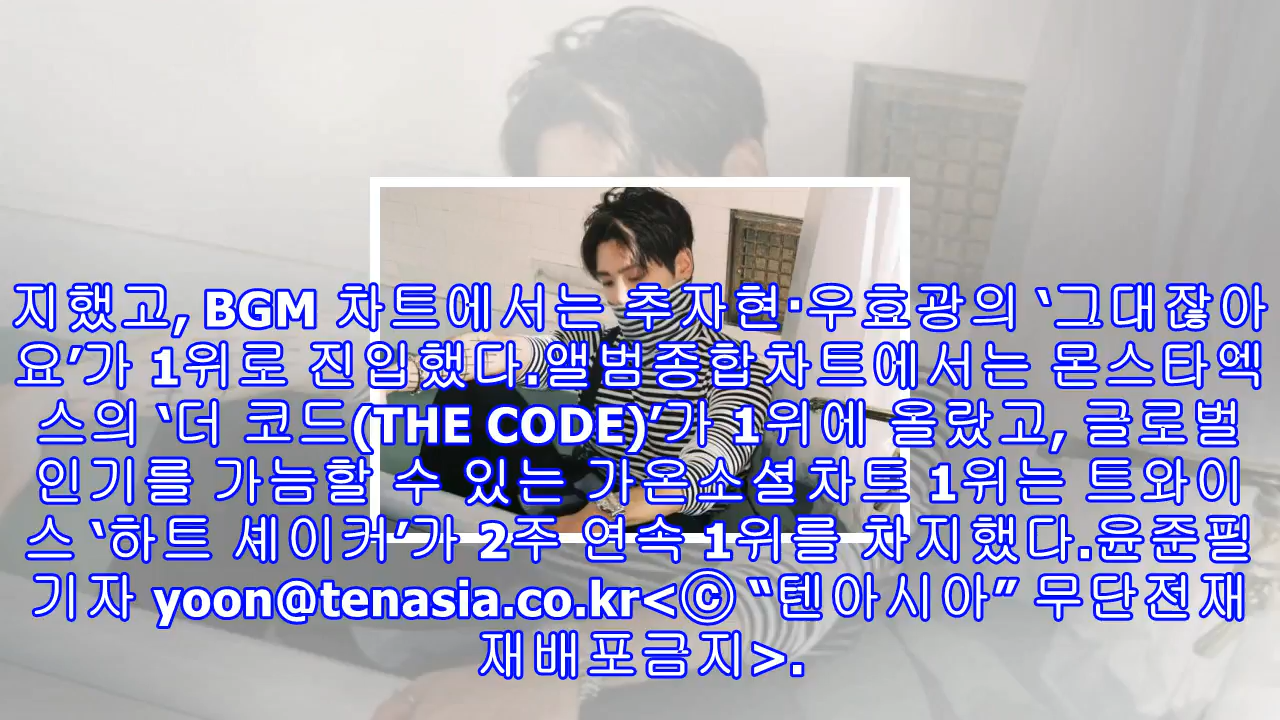 지했고, BGM 차트에서는 추자현·우효광의 ‘그대잖아
요’가 1위로 진입했다.앨범종합차트에서는 몬스타엑
스의 ‘더 코드(THE CODE)’가 1위에 올랐고, 글로벌
인기를 가늠할 수 있는 가온소셜차트 1위는 트와이
스 ‘하트 셰이커’가 2주 연속 1위를 차지했다.윤준필
기자 yoon@tenasia.co.kr<ⓒ “텐아시아” 무단전재
재배포금지>.